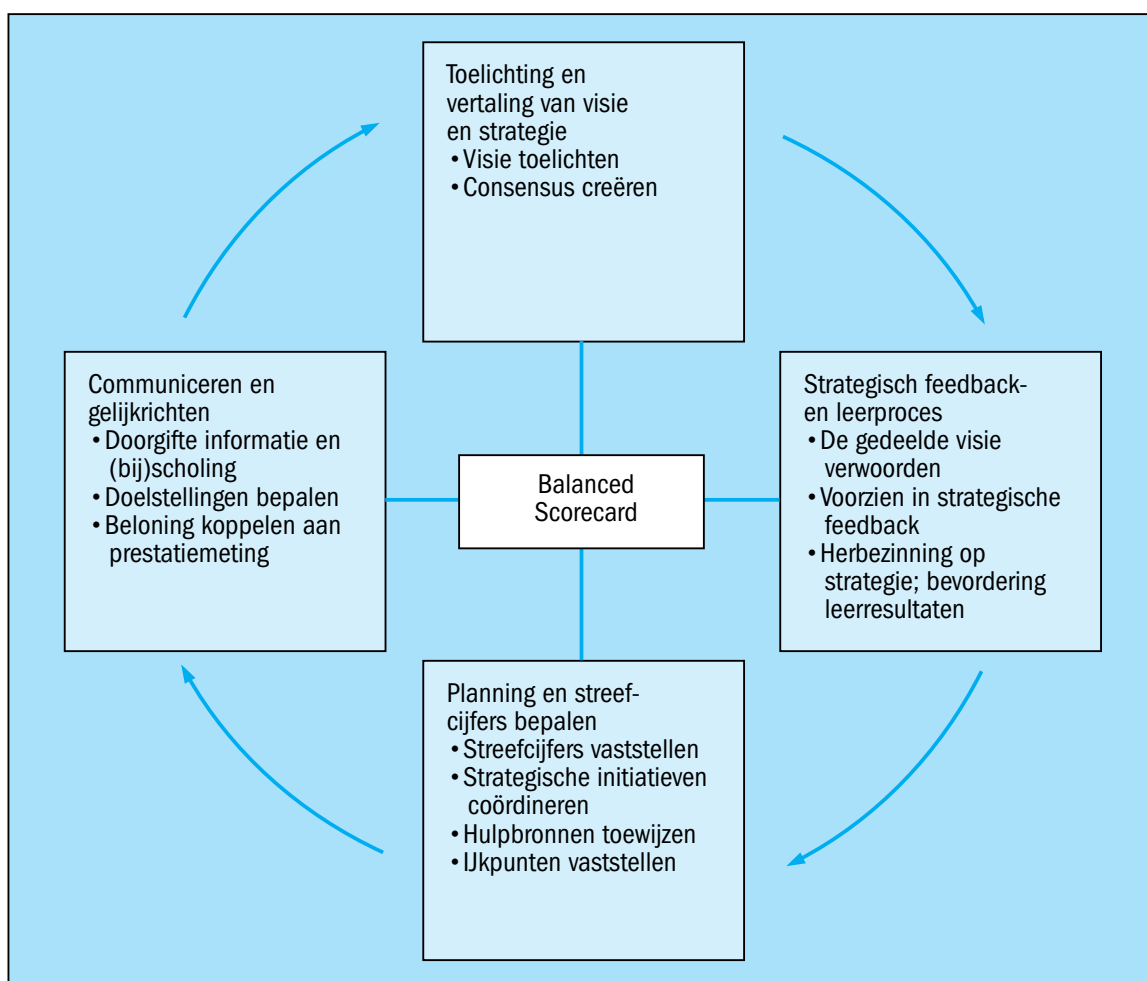 Toelichting en
vertaling van visie
en strategie
• Visie toelichten
• Consensus creëren
Communiceren en
gelijkrichten
• Doorgifte informatie en
(bij)scholing
• Doelstellingen bepalen
• Beloning koppelen aan
prestatiemeting
Balanced
Scorecard
Strategisch feedback-
en leerproces
• De gedeelde visie
verwoorden
• Voorzien in strategische
feedback
• Herbezinning op
strategie; bevordering
leerresultaten
Planning en streef-
cijfers bepalen
• Streefcijfers vaststellen
• Strategische initiatieven
coördineren
• Hulpbronnen toewijzen
• IJkpunten vaststellen